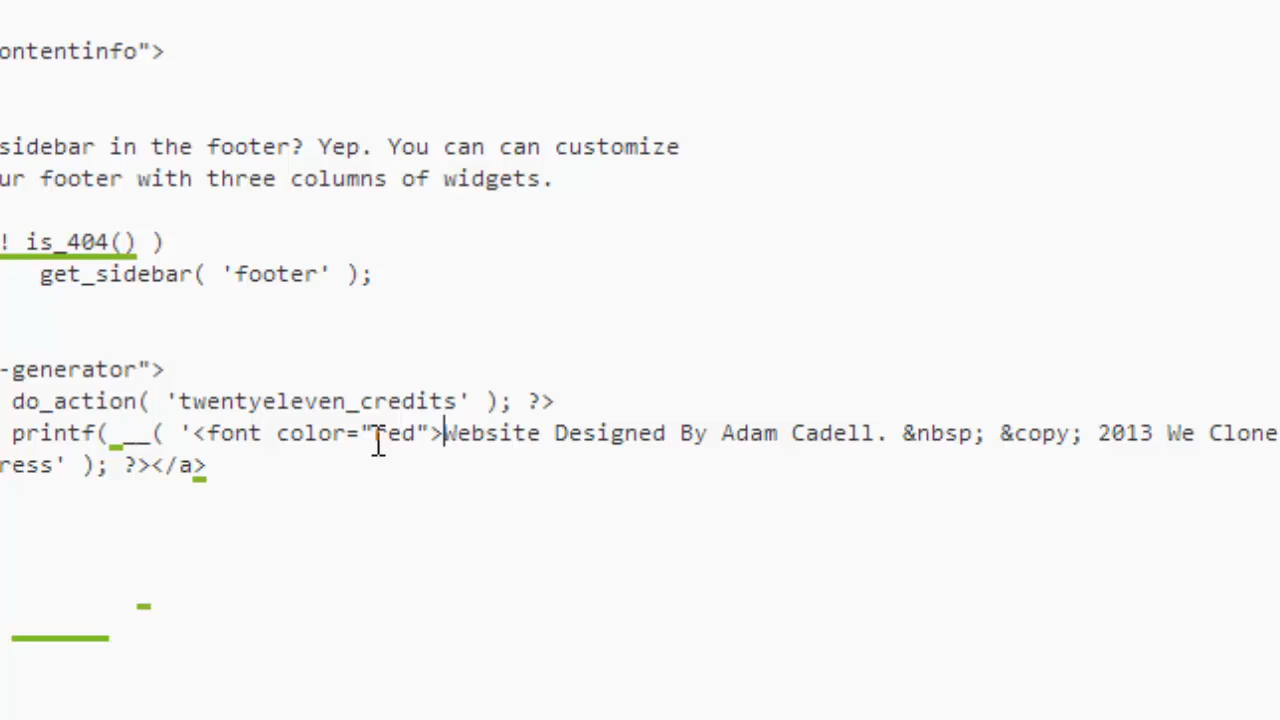 ontentinfo">
sidebar in the footer? Yep. You can can customize
ur footer with three columns of widgets.
! is_404() )
get_sidebar( 'footer' );
-generator">
do_action( 'twentyeleven_credits' ); ?>
printf( __( '<font color="red">Website Designed By Adam Cadell. &nbsp; &copy; 2013 We Clone
ress' ); ?></a>